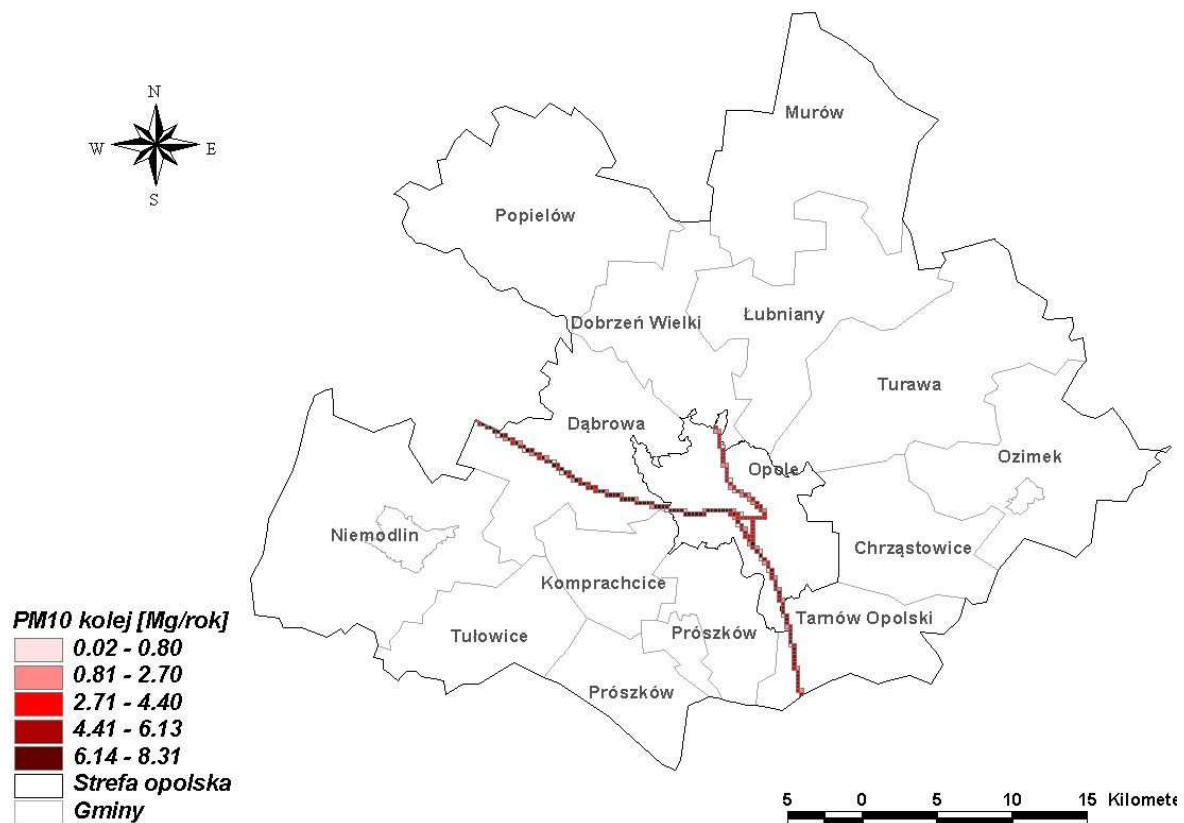 N
W E
S
Murów
Popielów
Dobrzeń Wielki
Łubniany
Turawa
Dąbrowa
Ozimek
Opole
Niemodlin
Chrząstowice
Komprachcice
Tarnów Opolski
Tułowice
Prószków
Prószków
PM10 kolej [Mg/rok]
0.02 - 0.80
0.81 - 2.70
2.71 - 4.40
4.41 - 6.13
6.14 - 8.31
Strefa opolska
Gminy
5 0 5 10 15 Kilomete